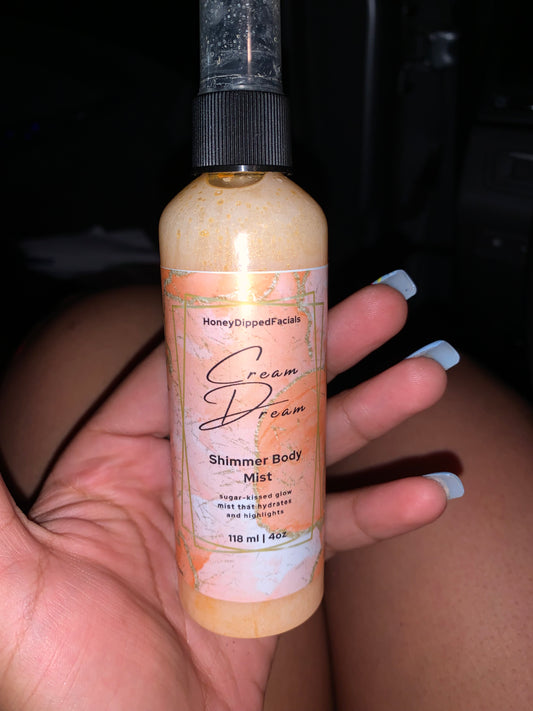 HoneyDippedFacials
Cream
Dream
Shimmer Body
Mist
sugar-kissed glow
mist that hydrates
and highlights
118 ml | 4oz